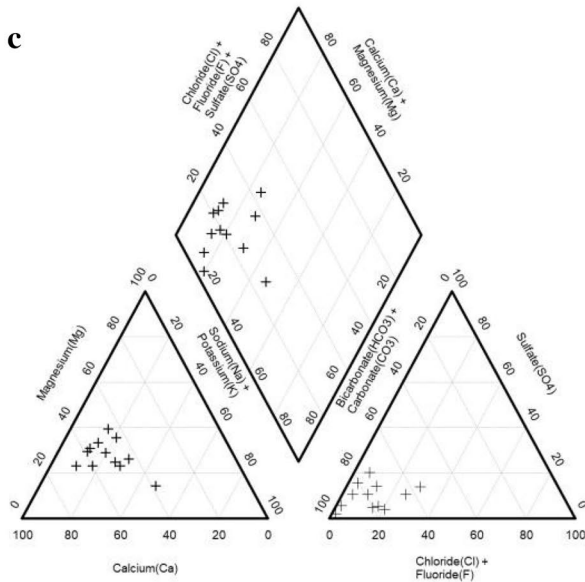 c
Chloride(Cl) +
Fluoride(F) +
Sulfate(SO4)
Calcium(Ca) +
Magnesium(Mg)
80 80
60 60
40 40
20 20
20 20
40 40
60 60
80 80
Sodium(Na) +
Potassium(K)
Bicarbonate(HCO3) +
Carbonate(CO3)
Magnesium(Mg)
100 0
80 20
60 40
40 60
20 80
0
100 80 60 40 20 0
Calcium(Ca)
Sulfate(SO4)
0 100
20 80
40 60
60 40
80 20
100 0
0 20 40 60 80 100
Chloride(Cl) +
Fluoride(F)